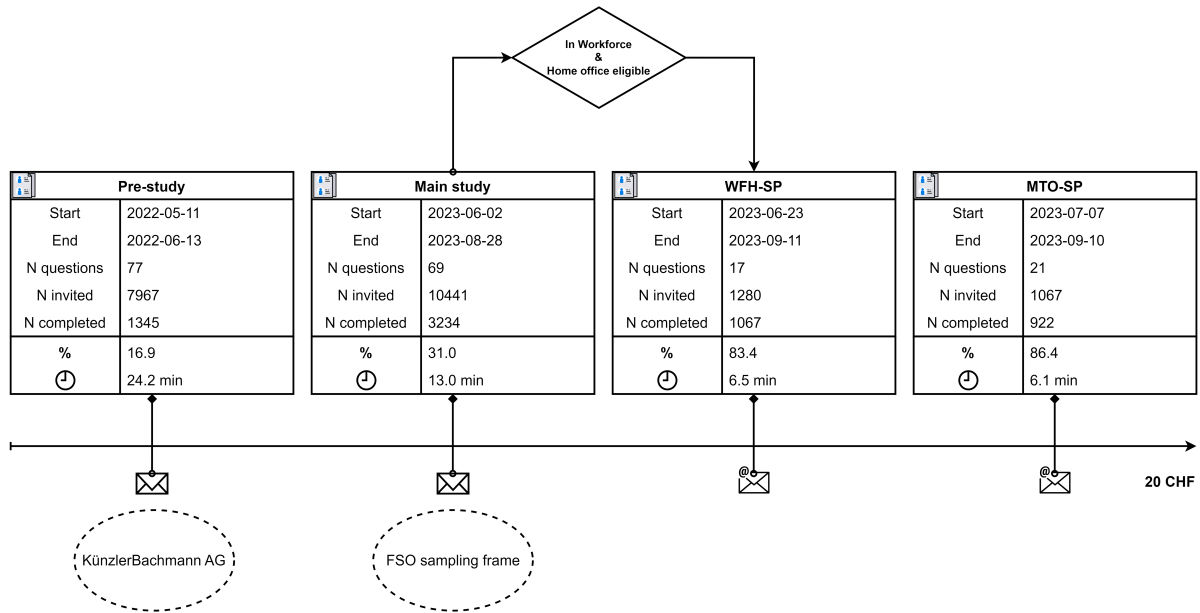 In Workforce
&
Home office eligible
Pre-study
Start 2022-05-11
End 2022-06-13
N questions 77
N invited 7967
N completed 1345
% 16.9
24.2 min
Main study
Start 2023-06-02
End 2023-08-28
N questions 69
N invited 10441
N completed 3234
% 31.0
13.0 min
WFH-SP
Start 2023-06-23
End 2023-09-11
N questions 17
N invited 1280
N completed 1067
% 83.4
6.5 min
MTO-SP
Start 2023-07-07
End 2023-09-10
N questions 21
N invited 1067
N completed 922
% 86.4
6.1 min
@
@
20 CHF
KünzlerBachmann AG
FSO sampling frame